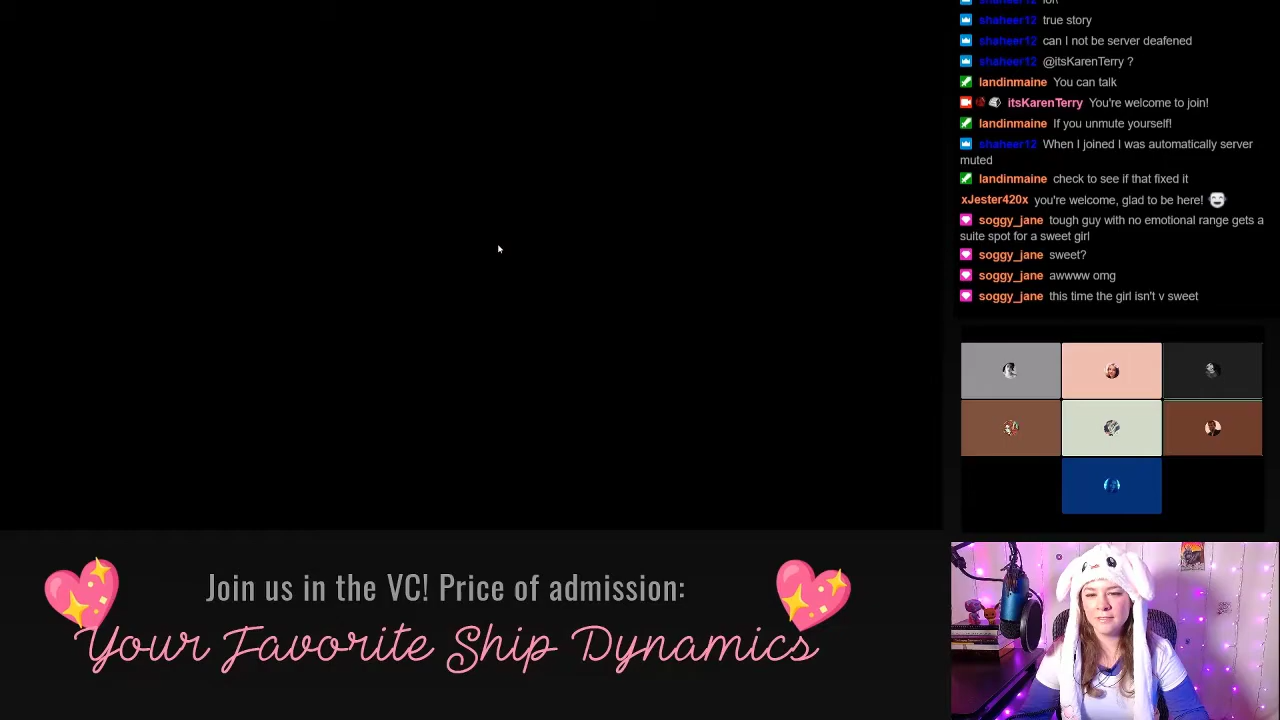 shaheer12 lol!
shaheer12 true story
shaheer12 can I not be server deafened
shaheer12 @itsKarenTerry ?
landinmaine You can talk
itsKarenTerry You're welcome to join!
landinmaine If you unmute yourself!
shaheer12 When I joined I was automatically server
muted
landinmaine check to see if that fixed it
xJester420x you're welcome, glad to be here!
soggy_jane tough guy with no emotional range gets a
suite spot for a sweet girl
soggy_jane sweet?
soggy_jane awwww omg
soggy_jane this time the girl isn't v sweet
Join us in the VC! Price of admission:
Your Favorite Ship Dynamics